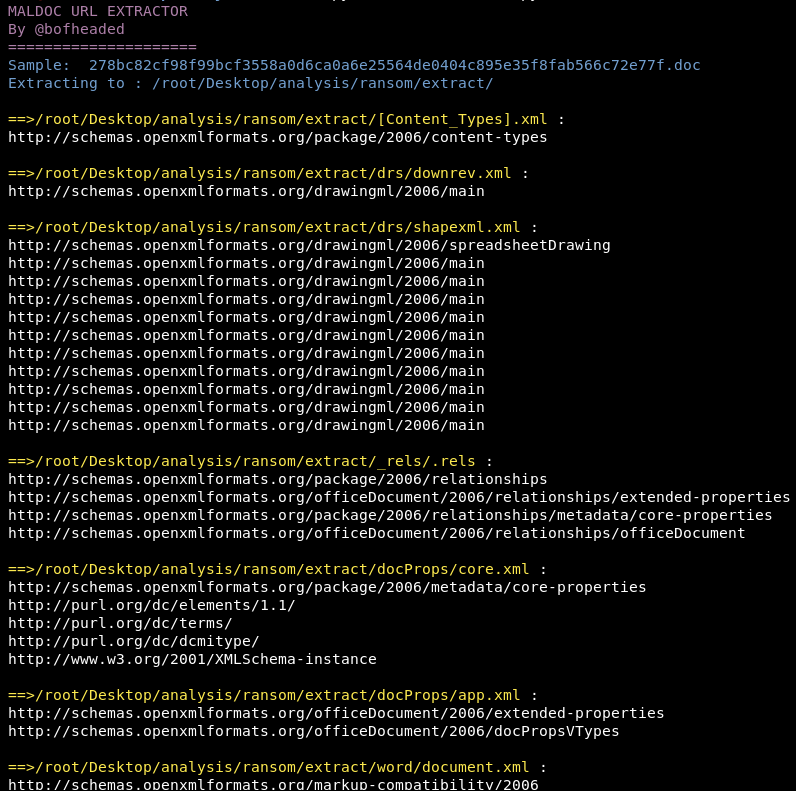 MALDOC URL EXTRACTOR
By @bofheaded
=====================
Sample:  278bc82cf98f99bcf3558a0d6ca0a6e25564de0404c895e35f8fab566c72e77f.doc
Extracting to : /root/Desktop/analysis/ransom/extract/

==>/root/Desktop/analysis/ransom/extract/[Content_Types].xml :
http://schemas.openxmlformats.org/package/2006/content-types

==>/root/Desktop/analysis/ransom/extract/drs/downrev.xml :
http://schemas.openxmlformats.org/drawingml/2006/main

==>/root/Desktop/analysis/ransom/extract/drs/shapexml.xml :
http://schemas.openxmlformats.org/drawingml/2006/spreadsheetDrawing
http://schemas.openxmlformats.org/drawingml/2006/main
http://schemas.openxmlformats.org/drawingml/2006/main
http://schemas.openxmlformats.org/drawingml/2006/main
http://schemas.openxmlformats.org/drawingml/2006/main
http://schemas.openxmlformats.org/drawingml/2006/main
http://schemas.openxmlformats.org/drawingml/2006/main
http://schemas.openxmlformats.org/drawingml/2006/main
http://schemas.openxmlformats.org/drawingml/2006/main
http://schemas.openxmlformats.org/drawingml/2006/main
http://schemas.openxmlformats.org/drawingml/2006/main

==>/root/Desktop/analysis/ransom/extract/_rels/.rels :
http://schemas.openxmlformats.org/package/2006/relationships
http://schemas.openxmlformats.org/officeDocument/2006/relationships/extended-properties
http://schemas.openxmlformats.org/package/2006/relationships/metadata/core-properties
http://schemas.openxmlformats.org/officeDocument/2006/relationships/officeDocument

==>/root/Desktop/analysis/ransom/extract/docProps/core.xml :
http://schemas.openxmlformats.org/package/2006/metadata/core-properties
http://purl.org/dc/elements/1.1/
http://purl.org/dc/terms/
http://purl.org/dc/dcmitype/
http://www.w3.org/2001/XMLSchema-instance

==>/root/Desktop/analysis/ransom/extract/docProps/app.xml :
http://schemas.openxmlformats.org/officeDocument/2006/extended-properties
http://schemas.openxmlformats.org/officeDocument/2006/docPropsVTypes

==>/root/Desktop/analysis/ransom/extract/word/document.xml :
http://schemas.openxmlformats.org/markup-compatibility/2006